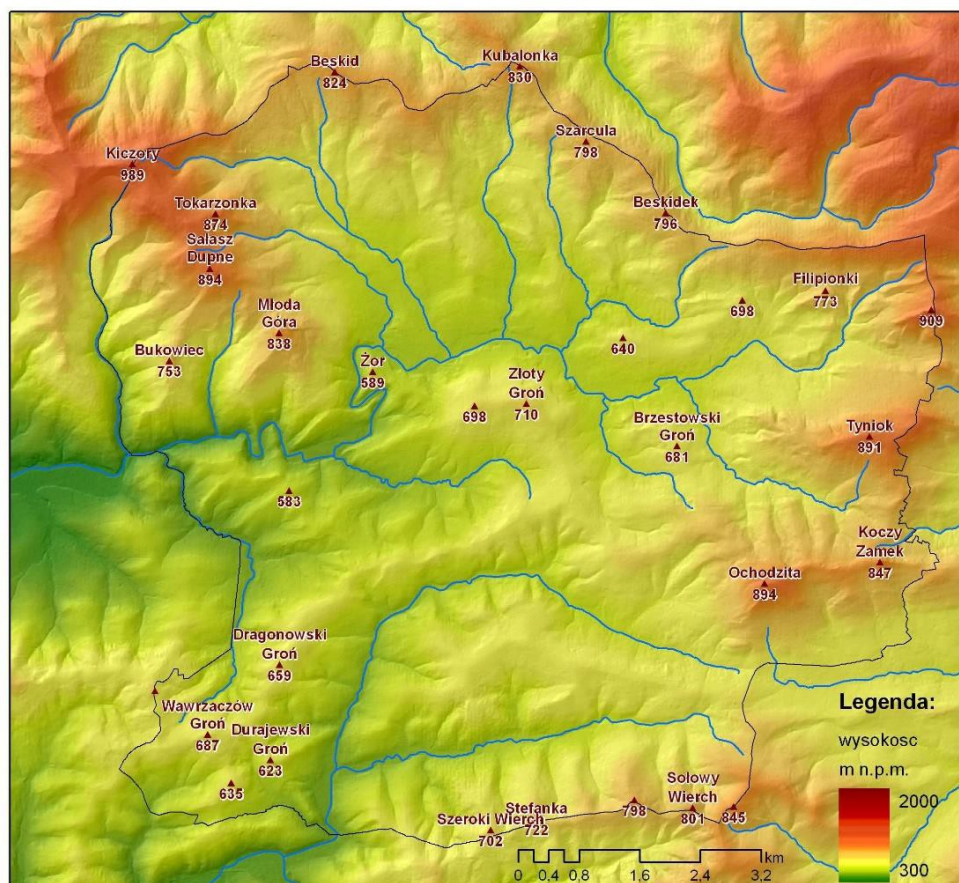 Beskid
824
Kubalonka
830
Szarcula
798
Kiczory
989
Tokarzonka
874
Beskidek
796
Salasz
Dupne
894
Filipionki
773
698
909
Młoda
Góra
838
640
Bukowiec
753
Żor
589
Złoty
Groń
710
698
Brzestowski
Groń
681
Tyniok
891
583
Koczy
Zamek
847
Ochodzita
894
Dragonowski
Groń
659
Wawrzaczów
Groń
687
Durajewski
Groń
623
635
Legenda:
wysokosc
m n.p.m.
2000
300
Sołowy
Wierch
801
798
845
Stefanka
722
Szeroki Wierch
702
km
0 0,4 0,8 1,6 2,4 3,2